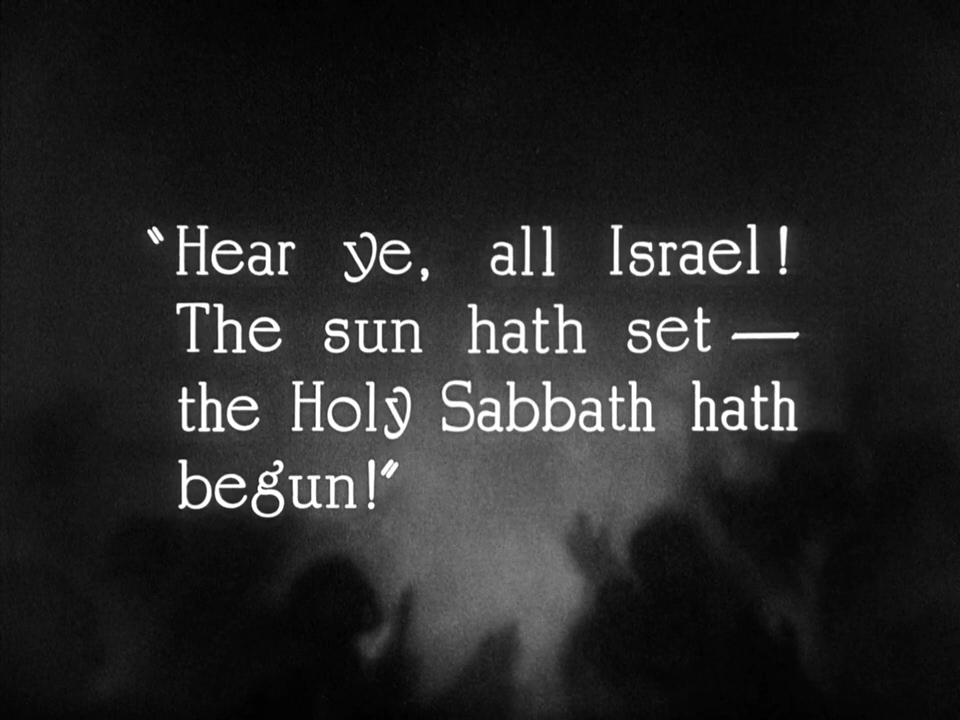 "Hear ye, all Israel!
The sun hath set —
the Holy Sabbath hath
begun!"